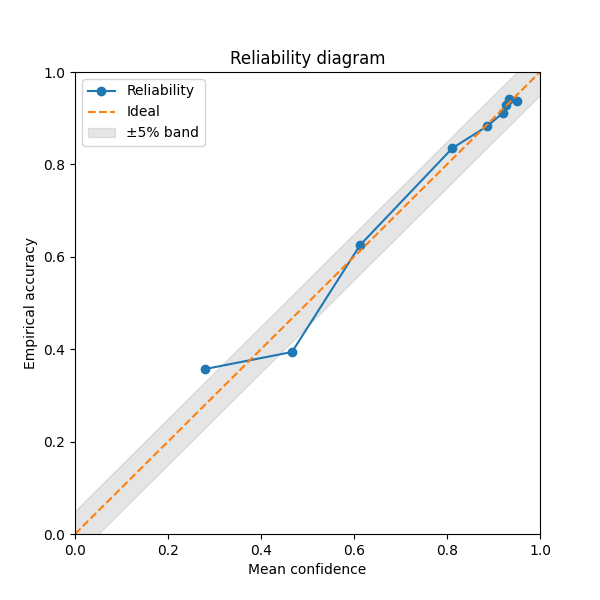 Reliability diagram
Reliability
Ideal
±5% band
Empirical accuracy
1.0
0.8
0.6
0.4
0.2
0.0
0.0 0.2 0.4 0.6 0.8 1.0
Mean confidence